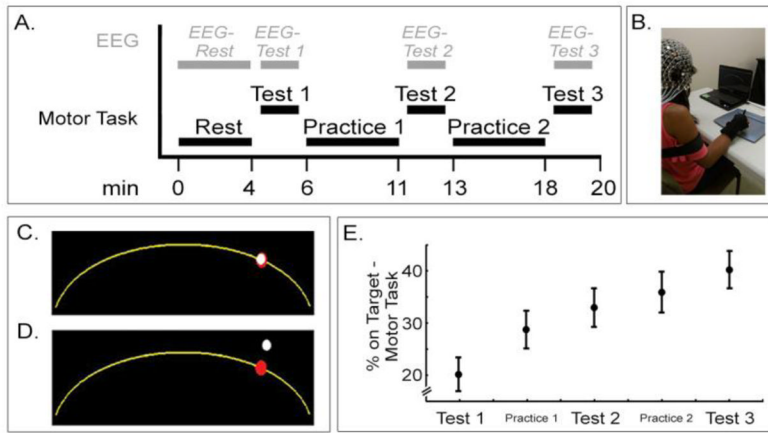 A.
EEG
EEG-
Rest
EEG-
Test 1
EEG-
Test 2
EEG-
Test 3
Motor Task
Rest
Test 1
Practice 1
Test 2
Practice 2
Test 3
min
0 4 6 11 13 18 20
B.
C.
D.
E.
% on Target -
Motor Task
40
30
20
Test 1 Practice 1 Test 2 Practice 2 Test 3